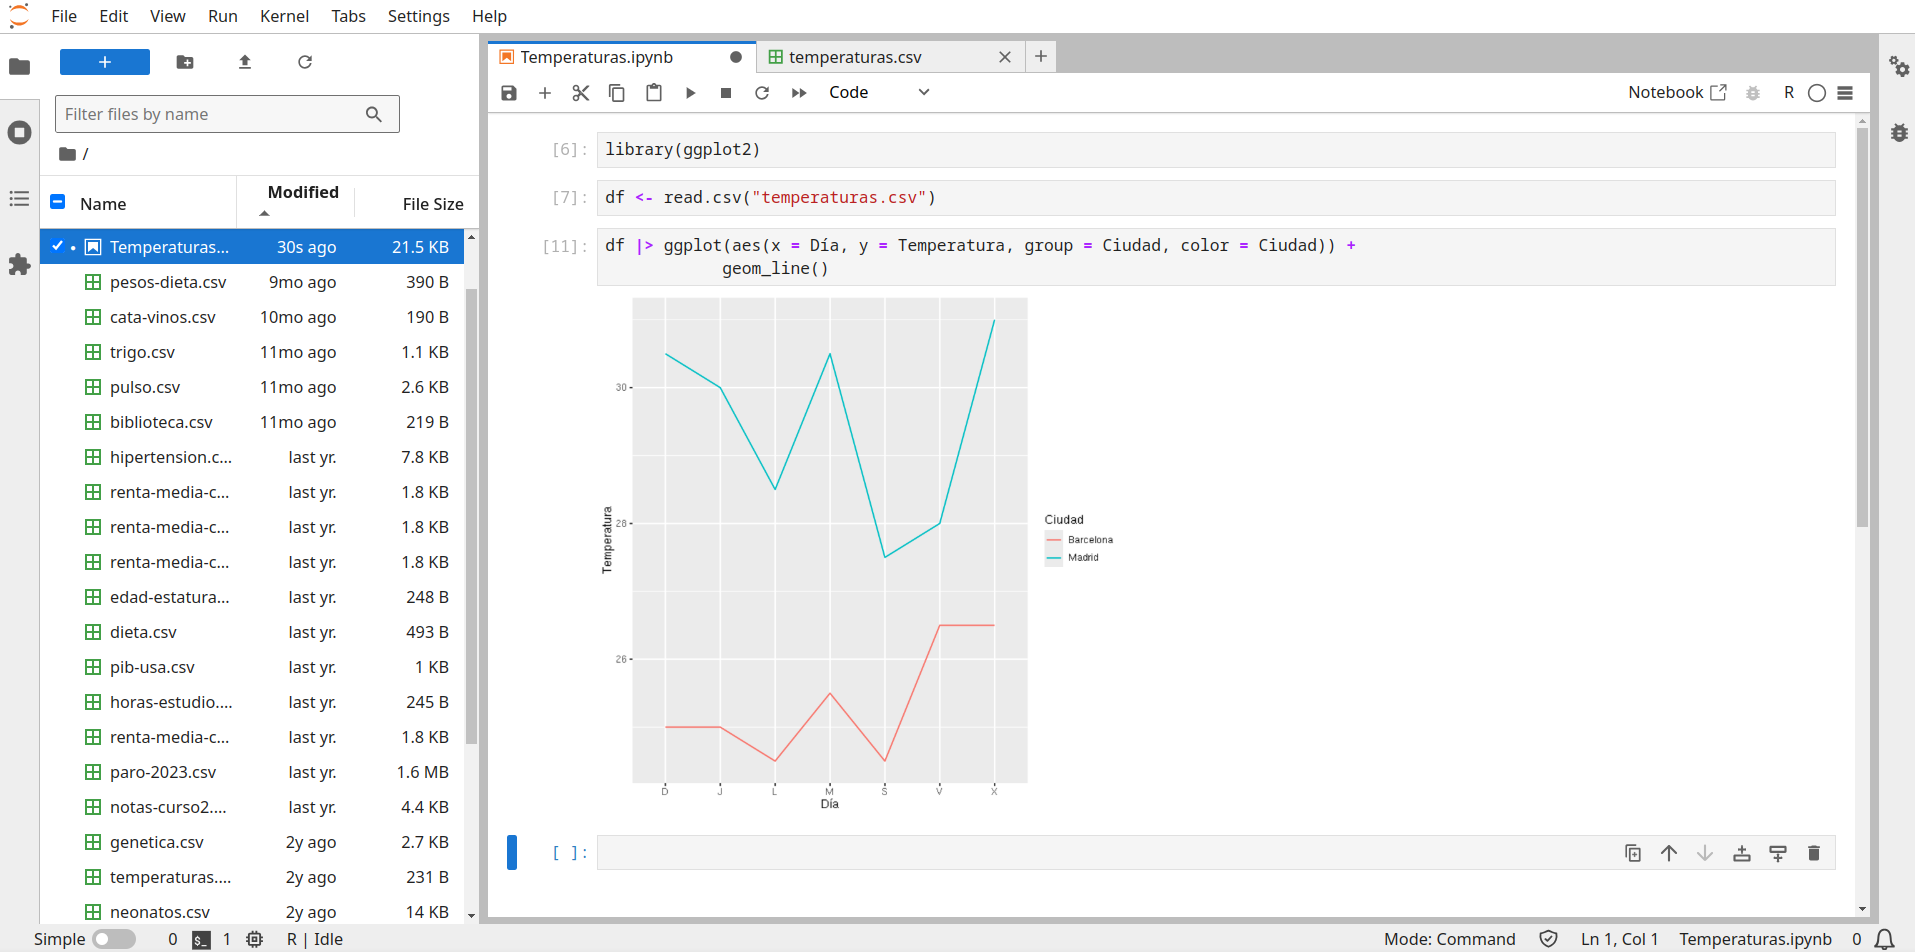 File Edit View Run Kernel Tabs Settings Help
Filter files by name
/
Name Modified File Size
Temperaturas... 30s ago 21.5 KB
pesos-dieta.csv 9mo ago 390 B
cata-vinos.csv 10mo ago 190 B
trigo.csv 11mo ago 1.1 KB
pulso.csv 11mo ago 2.6 KB
biblioteca.csv 11mo ago 219 B
hipertension.c... last yr. 7.8 KB
renta-media-c... last yr. 1.8 KB
renta-media-c... last yr. 1.8 KB
renta-media-c... last yr. 1.8 KB
edad-estatura... last yr. 248 B
dieta.csv last yr. 493 B
pib-usa.csv last yr. 1 KB
horas-estudio.... last yr. 245 B
renta-media-c... last yr. 1.8 KB
paro-2023.csv last yr. 1.6 MB
notas-curso2.... last yr. 4.4 KB
genetica.csv 2y ago 2.7 KB
temperaturas.... 2y ago 231 B
neonatos.csv 2y ago 14 KB
Temperaturas.ipynb temperaturas.csv
Code Notebook R
[6]: library(ggplot2)
[7]: df <- read.csv("temperaturas.csv")
[11]: df |> ggplot(aes(x = Día, y = Temperatura, group = Ciudad, color = Ciudad)) +
geom_line()
30
28
26
Temperatura
D J L M S V X
Día
Ciudad
Barcelona
Madrid
[ ]:
Simple 0 $_ 1 R | Idle Mode: Command Ln 1, Col 1 Temperaturas.ipynb 0